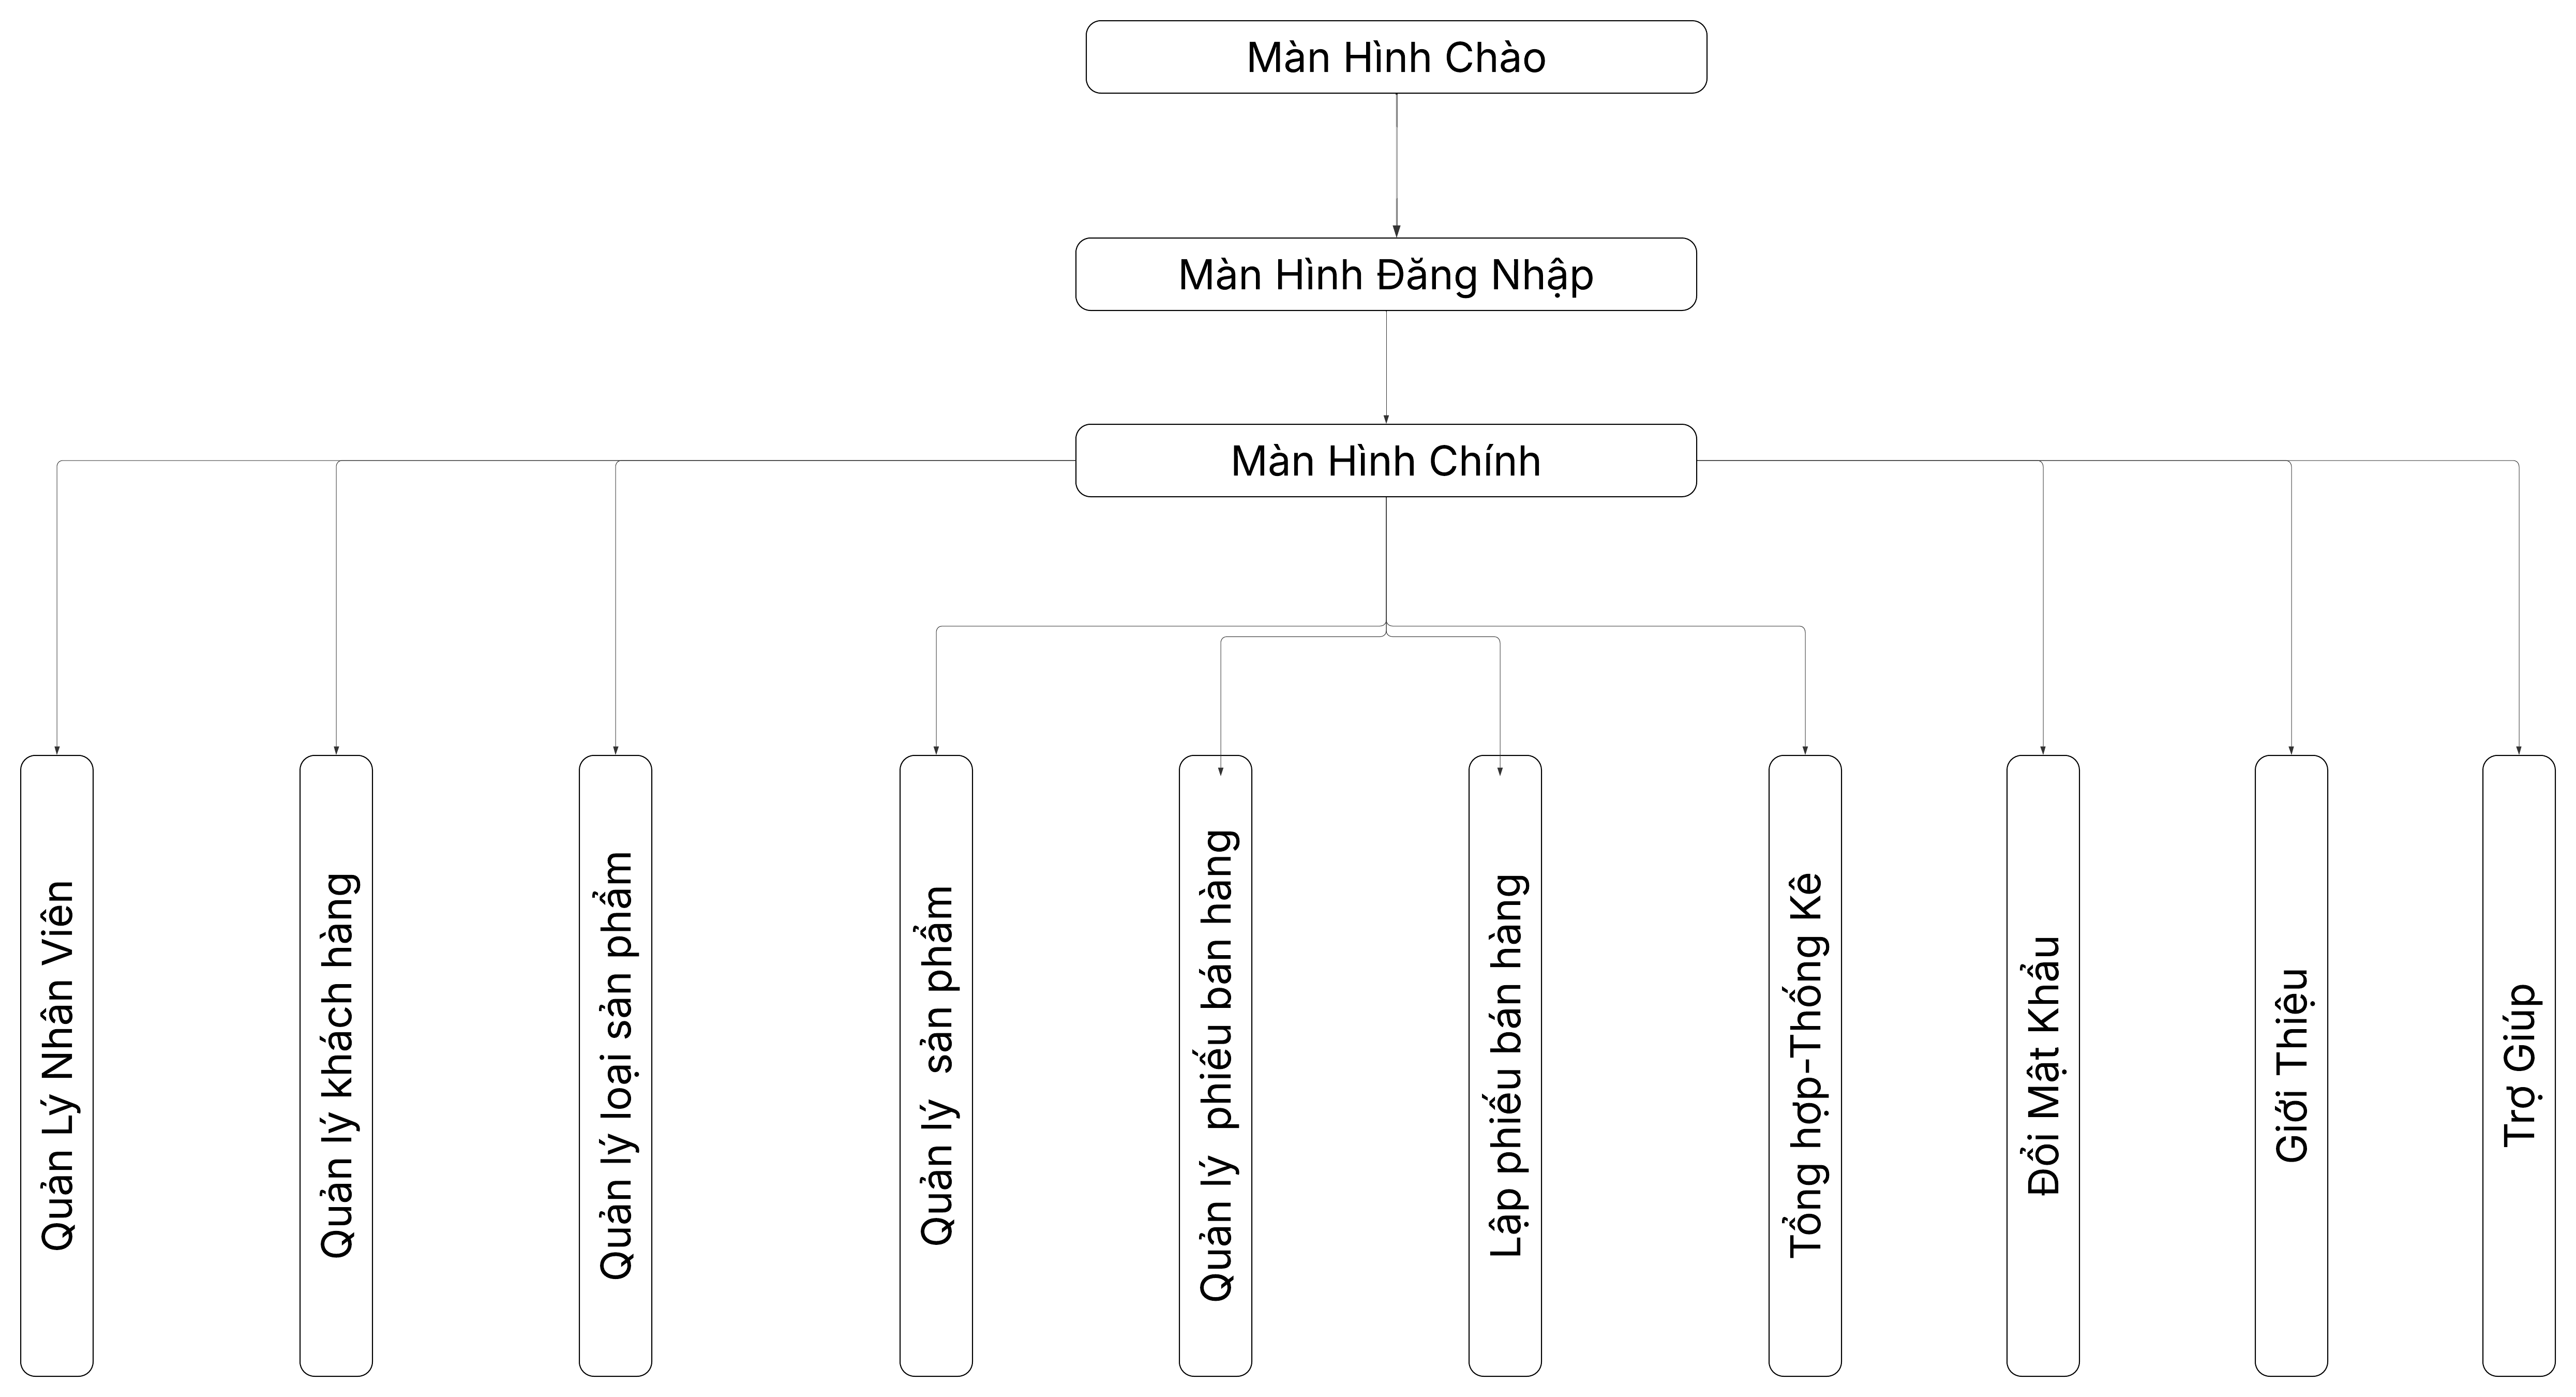 Màn Hình Chào
Màn Hình Đăng Nhập
Màn Hình Chính
Quản Lý Nhân Viên
Quản lý khách hàng
Quản lý loại sản phẩm
Quản lý  sản phẩm
Quản lý  phiếu bán hàng
Lập phiếu bán hàng
Tổng hợp-Thống Kê
Đổi Mật Khẩu
Giới Thiệu
Trợ Giúp